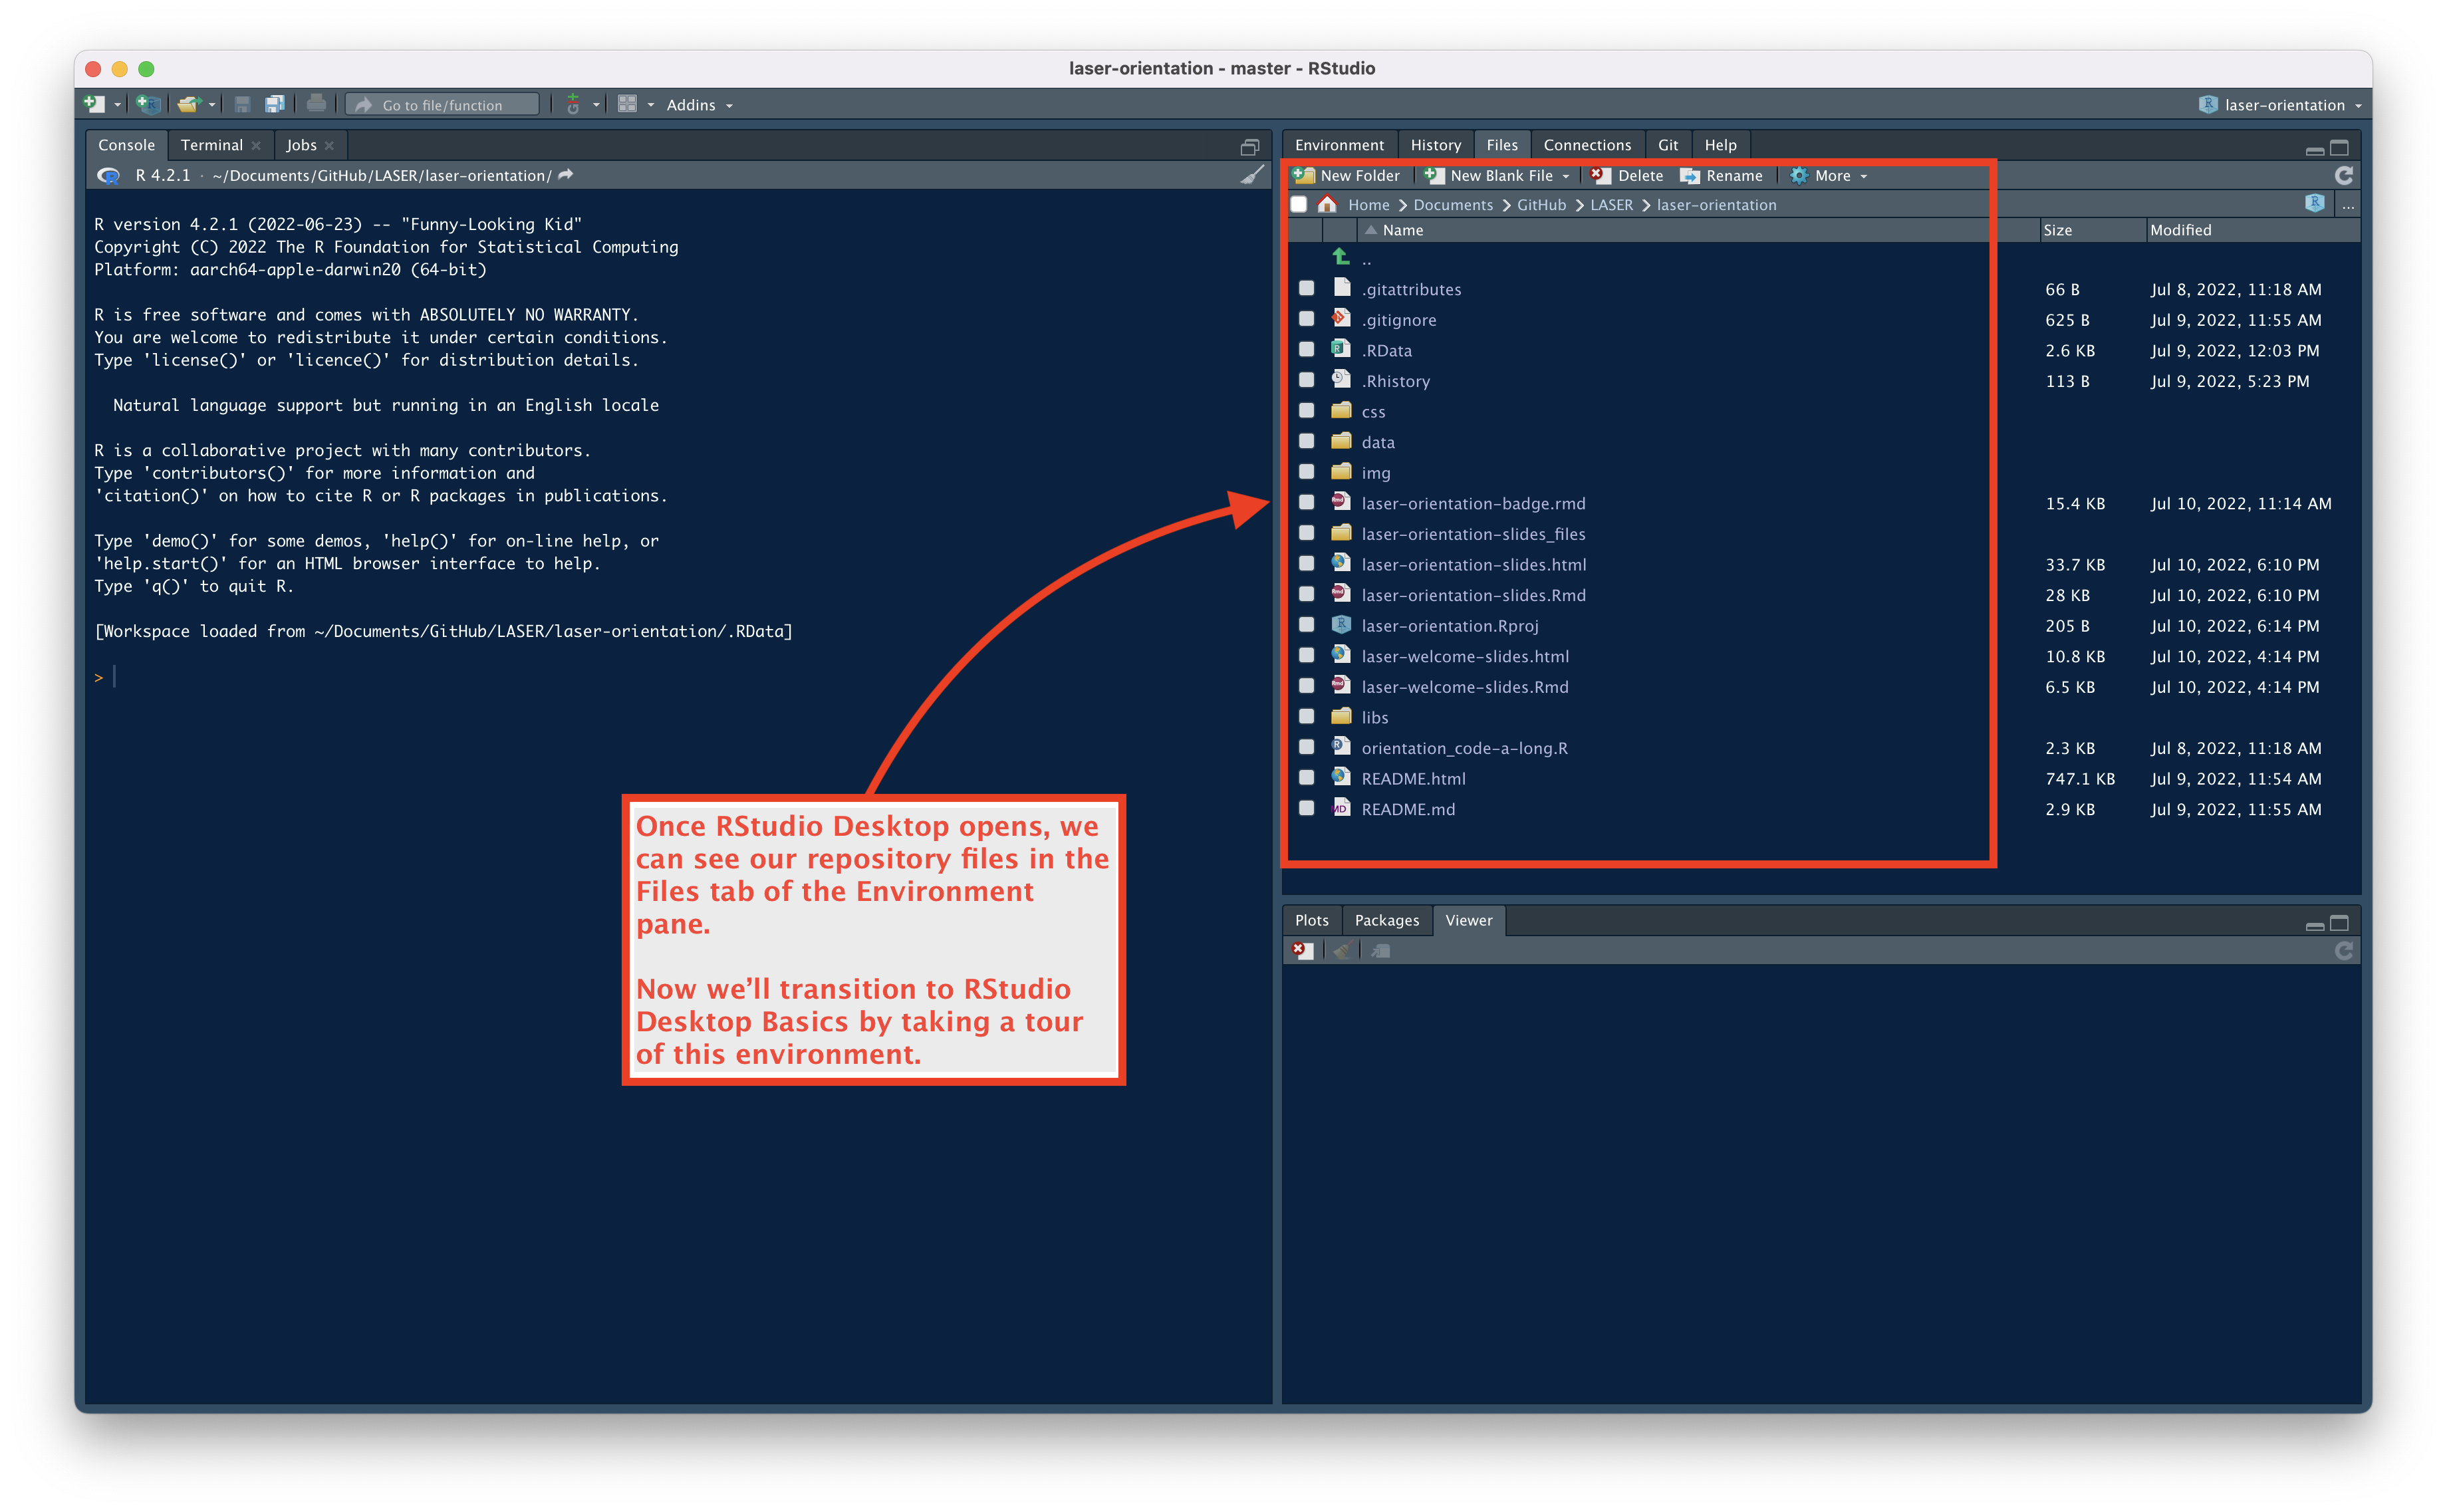 laser-orientation - master - RStudio
Go to file/function Addins laser-orientation
Console Terminal Jobs
R 4.2.1 · ~/Documents/GitHub/LASER/laser-orientation/
R version 4.2.1 (2022-06-23) -- "Funny-Looking Kid"
Copyright (C) 2022 The R Foundation for Statistical Computing
Platform: aarch64-apple-darwin20 (64-bit)
R is free software and comes with ABSOLUTELY NO WARRANTY.
You are welcome to redistribute it under certain conditions.
Type 'license()' or 'licence()' for distribution details.
Natural language support but running in an English locale
R is a collaborative project with many contributors.
Type 'contributors()' for more information and
'citation()' on how to cite R or R packages in publications.
Type 'demo()' for some demos, 'help()' for on-line help, or
'help.start()' for an HTML browser interface to help.
Type 'q()' to quit R.
[Workspace loaded from ~/Documents/GitHub/LASER/laser-orientation/.RData]
>
Once RStudio Desktop opens, we
can see our repository files in the
Files tab of the Environment
pane.
Now we’ll transition to RStudio
Desktop Basics by taking a tour
of this environment.
Environment History Files Connections Git Help
New Folder New Blank File Delete Rename More
Home Documents GitHub LASER laser-orientation ...
Name Size Modified
..
.gitattributes 66 B Jul 8, 2022, 11:18 AM
.gitignore 625 B Jul 9, 2022, 11:55 AM
.RData 2.6 KB Jul 9, 2022, 12:03 PM
.Rhistory 113 B Jul 9, 2022, 5:23 PM
css
data
img
laser-orientation-badge.rmd 15.4 KB Jul 10, 2022, 11:14 AM
laser-orientation-slides_files
laser-orientation-slides.html 33.7 KB Jul 10, 2022, 6:10 PM
laser-orientation-slides.Rmd 28 KB Jul 10, 2022, 6:10 PM
laser-orientation.Rproj 205 B Jul 10, 2022, 6:14 PM
laser-welcome-slides.html 10.8 KB Jul 10, 2022, 4:14 PM
laser-welcome-slides.Rmd 6.5 KB Jul 10, 2022, 4:14 PM
libs
orientation_code-a-long.R 2.3 KB Jul 8, 2022, 11:18 AM
README.html 747.1 KB Jul 9, 2022, 11:54 AM
README.md 2.9 KB Jul 9, 2022, 11:55 AM
Plots Packages Viewer